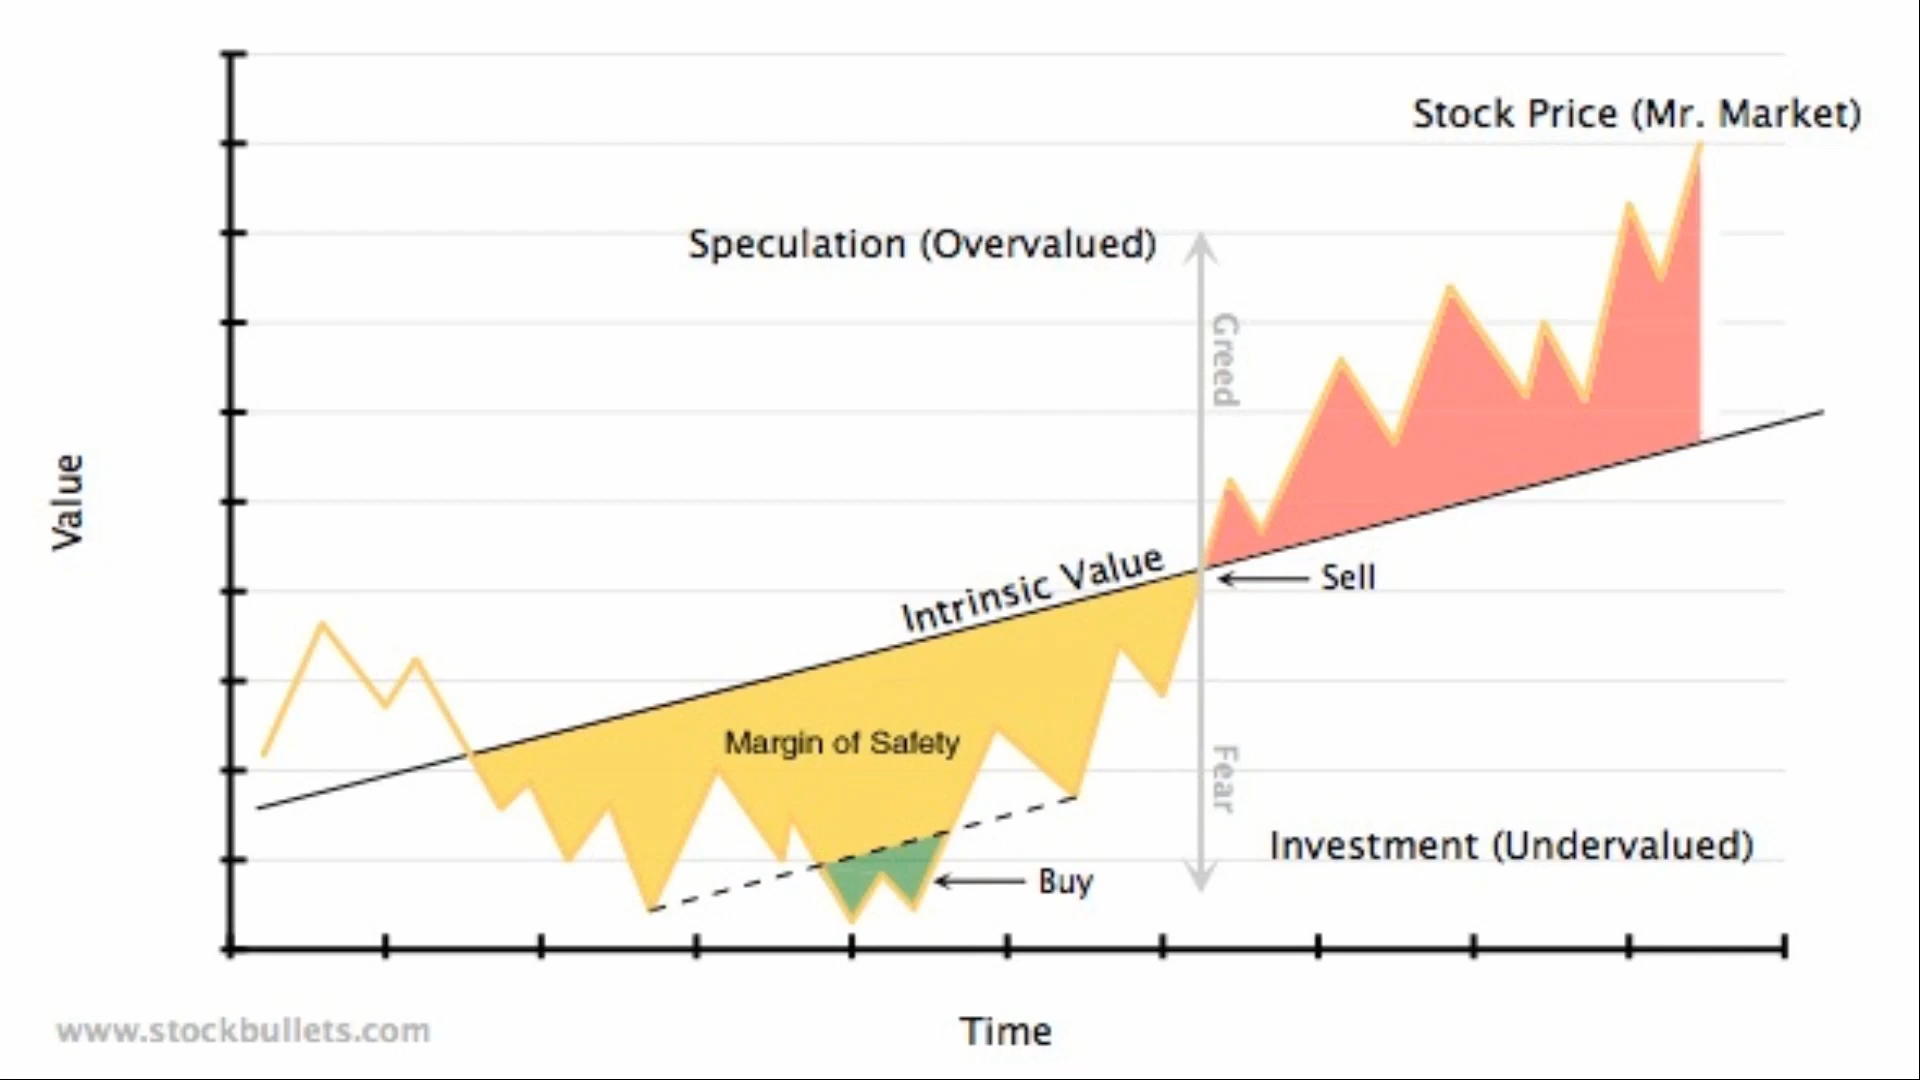 Stock Price (Mr. Market)
Speculation (Overvalued)
Greed
Value
Intrinsic Value
Sell
Margin of Safety
Fear
Investment (Undervalued)
Buy
Time
www.stockbullets.com